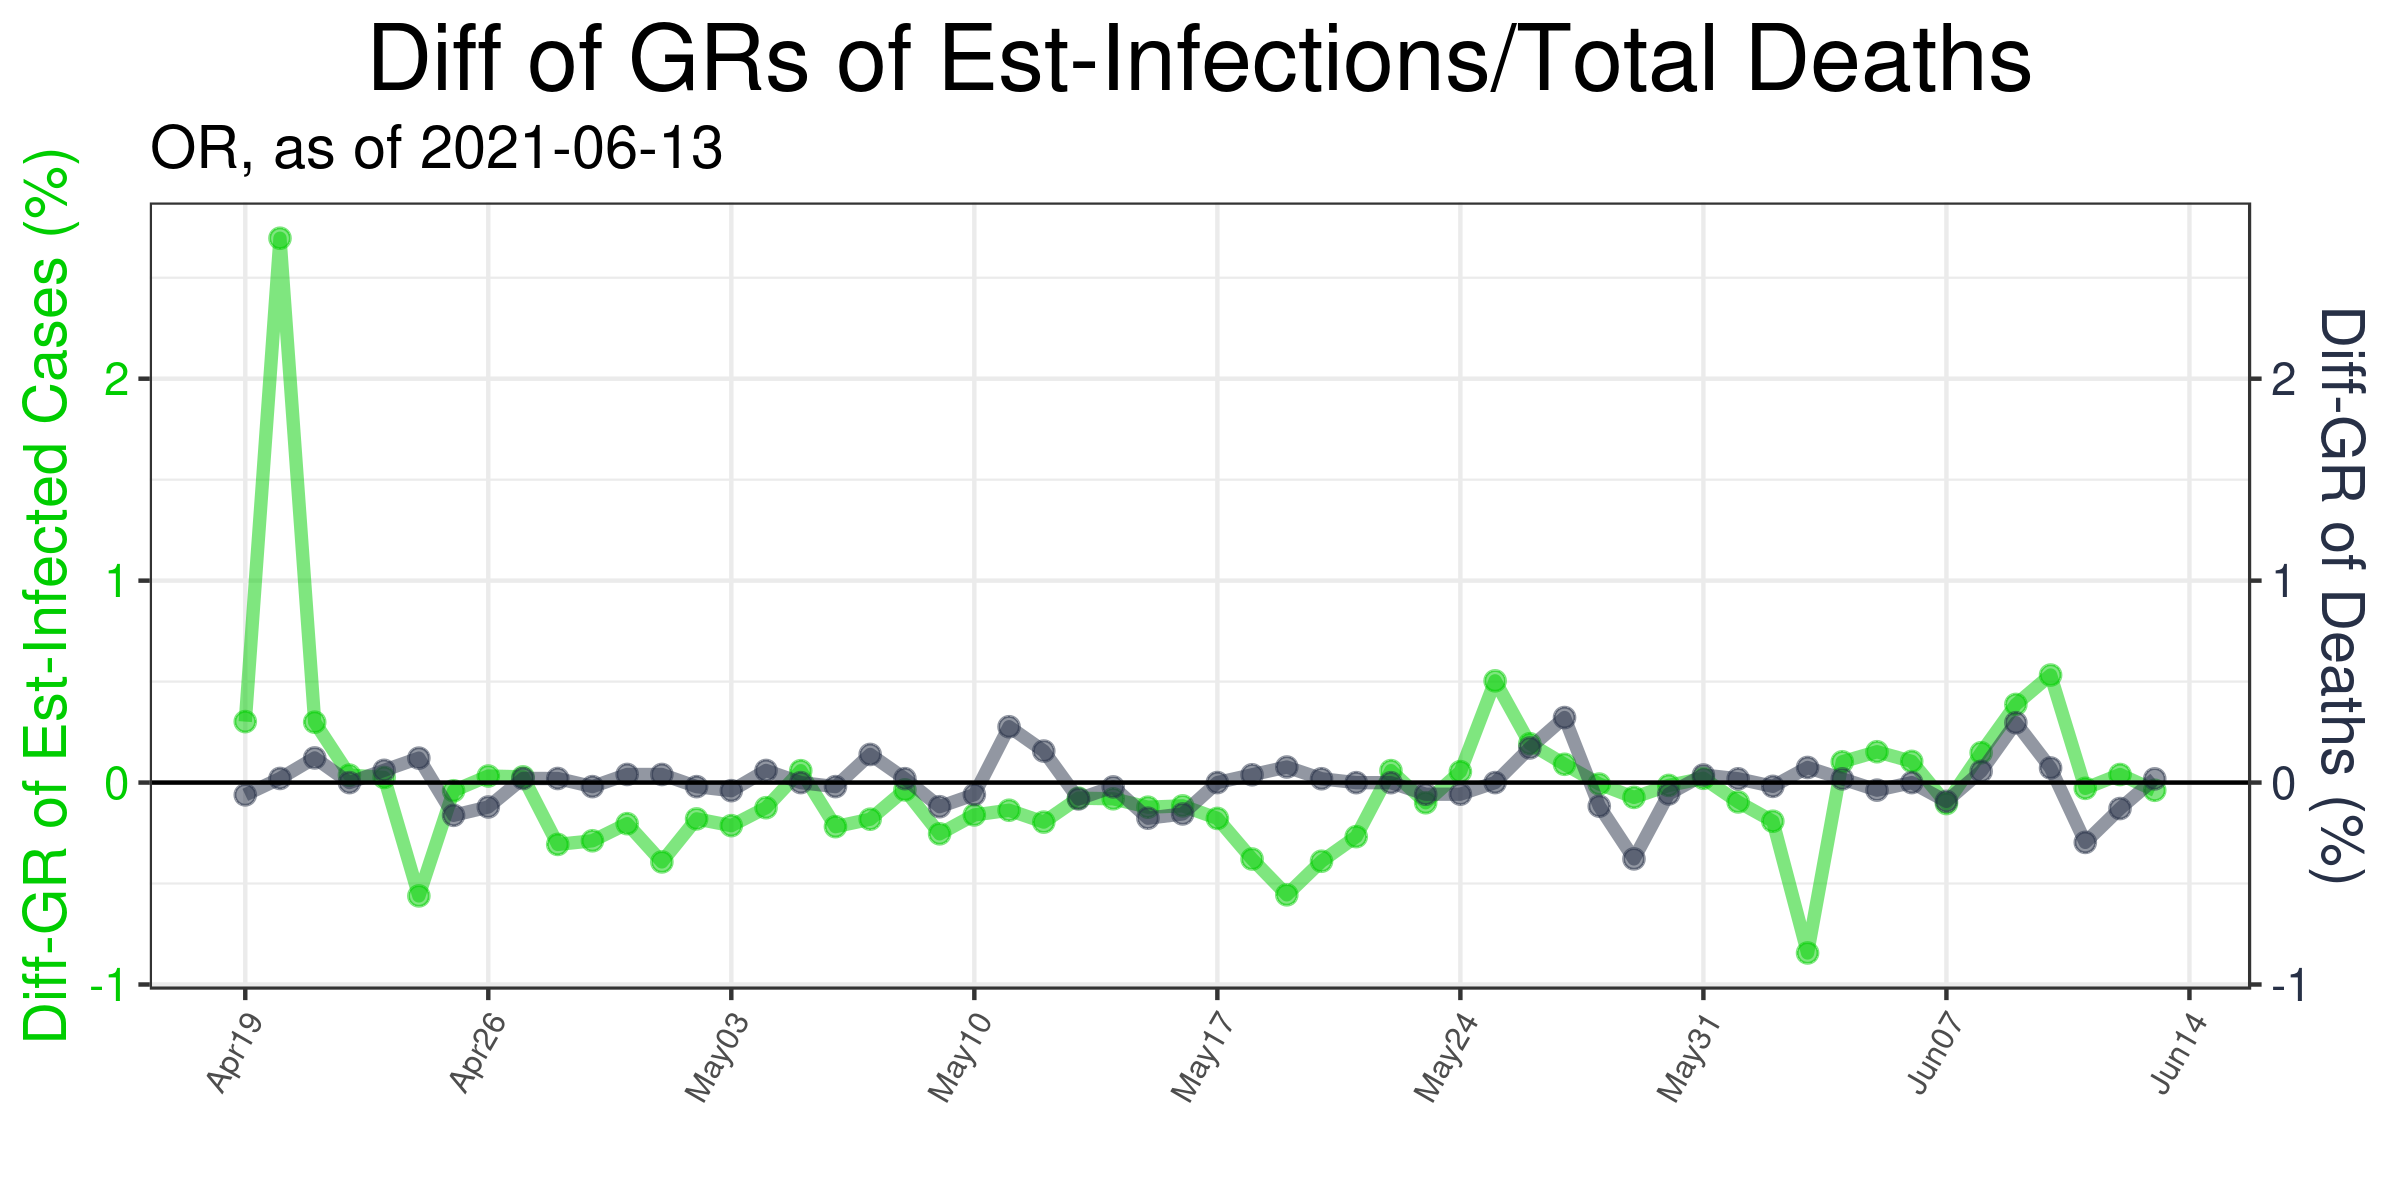 Diff of GRs of Est-Infections/Total Deaths
OR, as of 2021-06-13
Diff-GR of Est-Infected Cases (%)
2
1
0
-1
2
1
0
-1
Diff-GR of Deaths (%)
Apr19
Apr26
May03
May10
May17
May24
May31
Jun07
Jun14